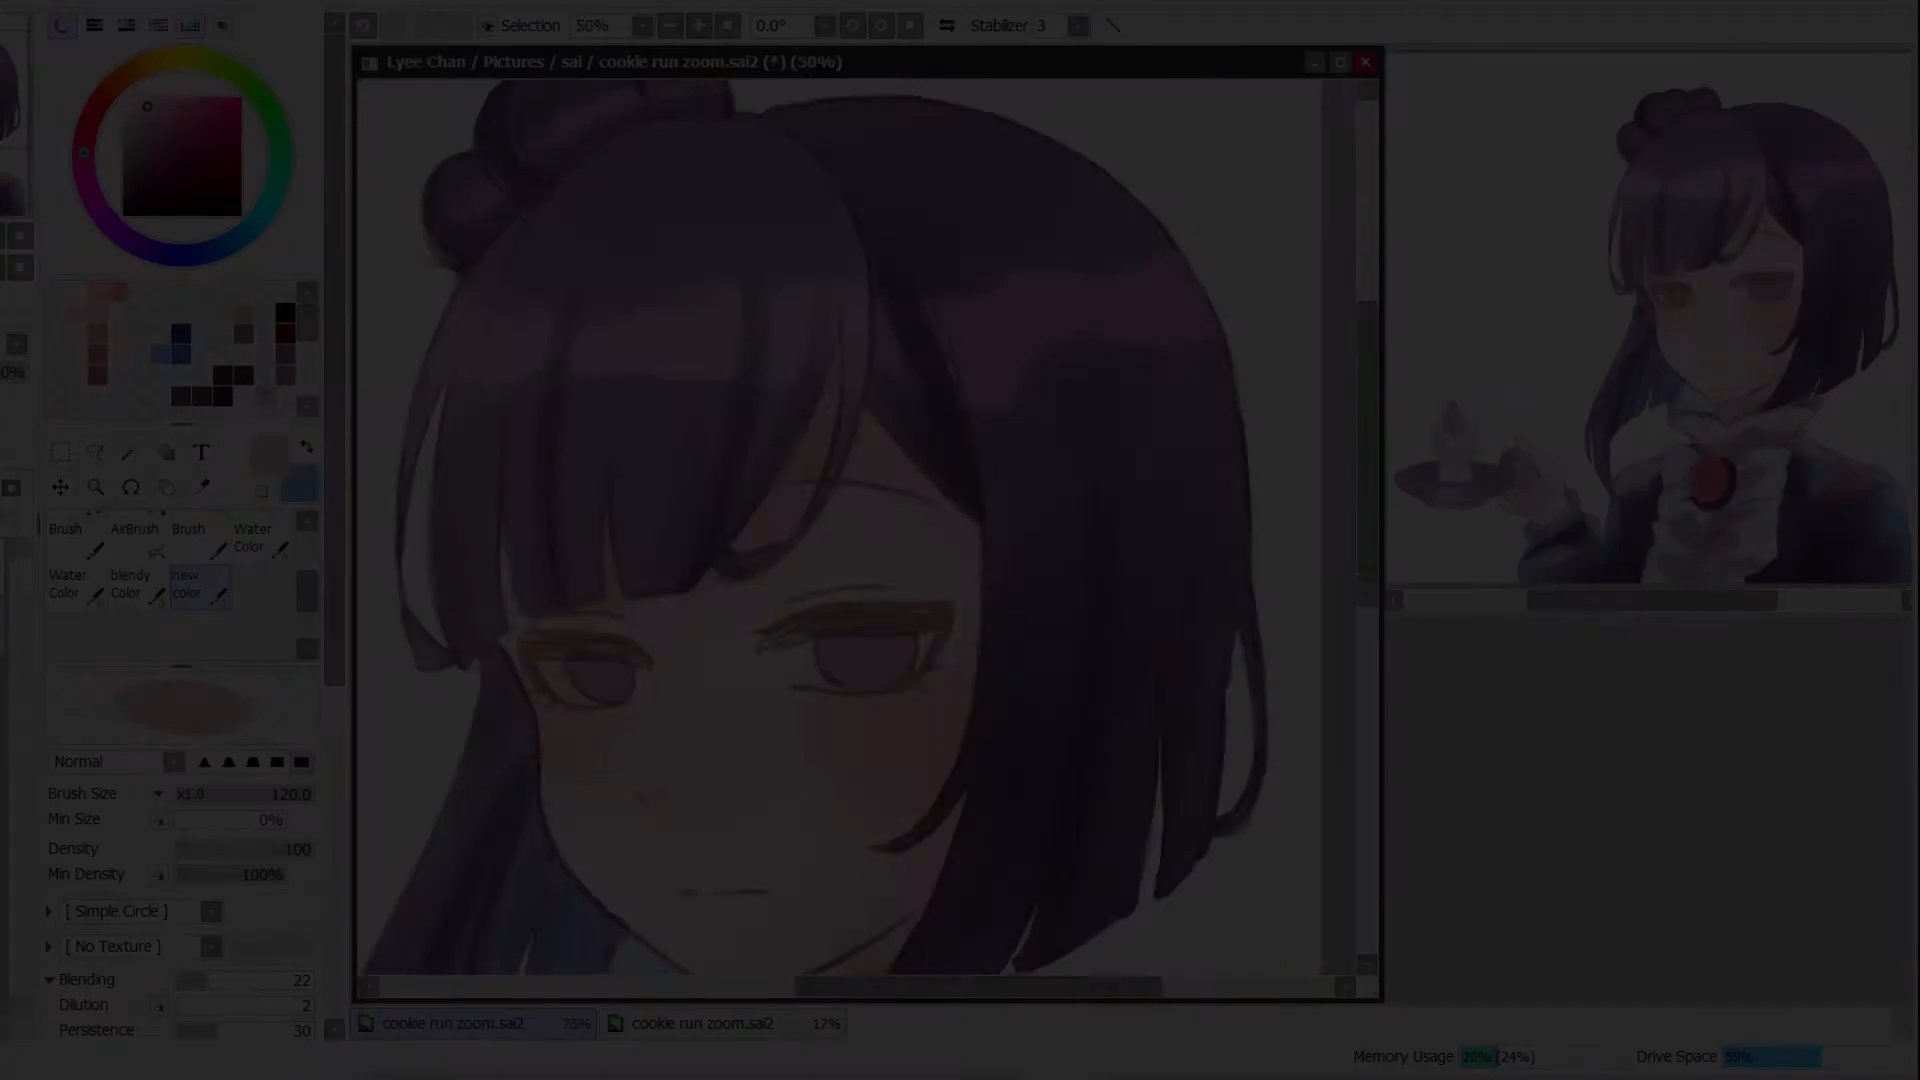 Selection 50% 0.0° Stabilizer 3
Lyee Chan / Pictures / sai / cookie run zoom.sai2 (*) (50%)
0%
T
Brush AirBrush Brush Water Color
Water Color blendy Color new color
Normal
Brush Size x1.0 120.0
Min Size 0%
Density 100
Min Density 100%
[ Simple Circle ]
[ No Texture ]
Blending 22
Dilution 2
Persistence 30
cookie run zoom.sai2 75% cookie run zoom.sai2 17%
Memory Usage 20% (24%) Drive Space 59%